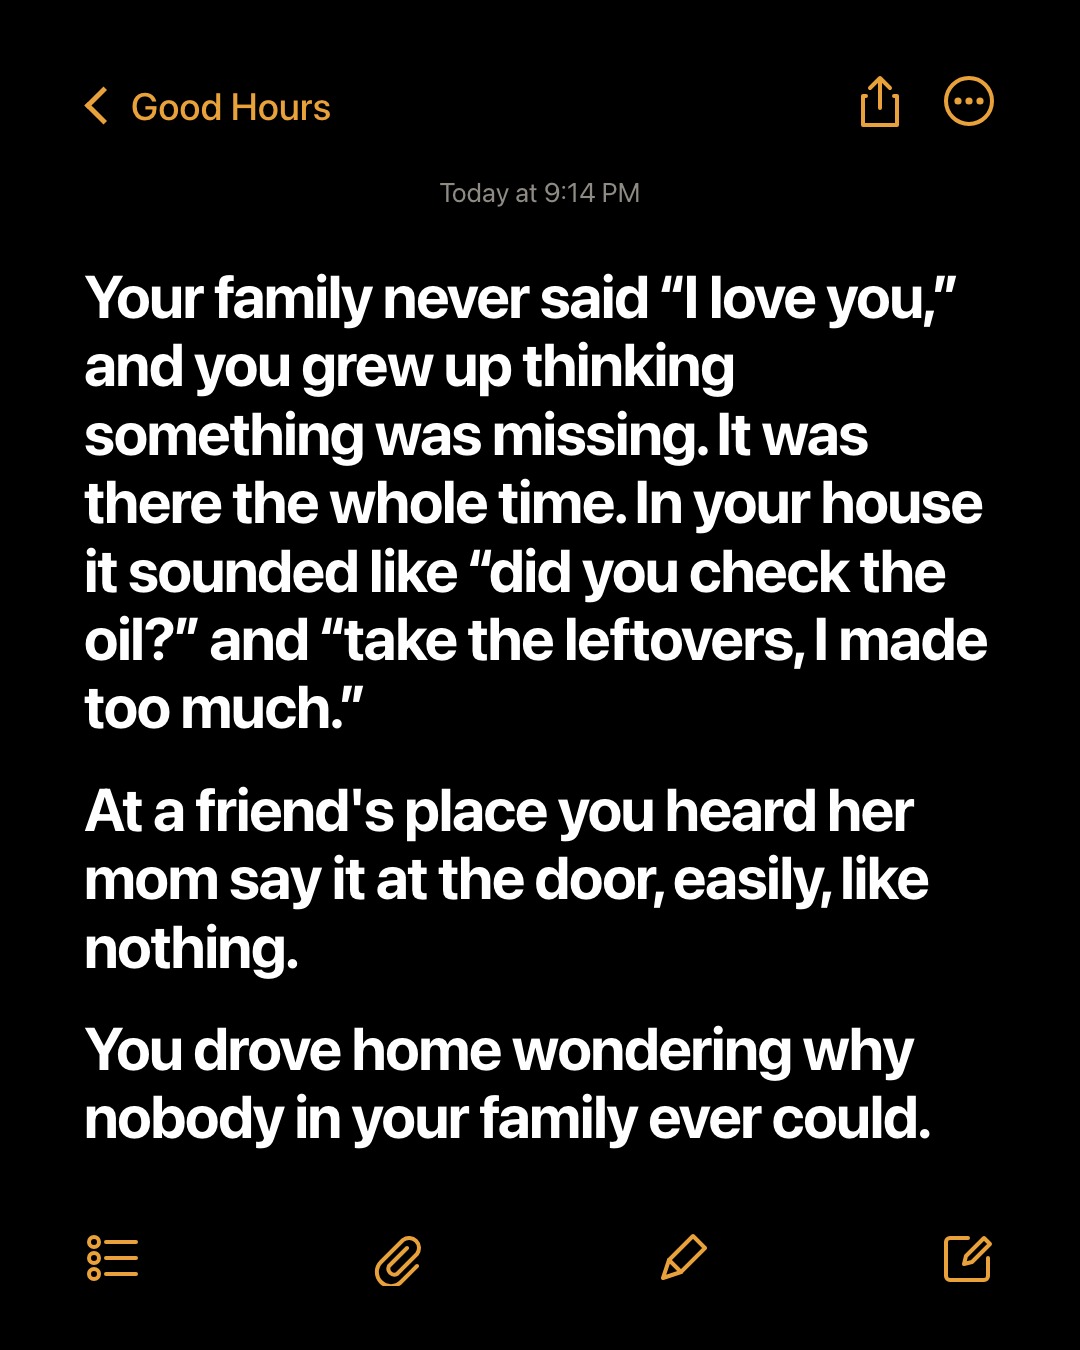 Good Hours
Today at 9:14 PM
Your family never said “I love you,”
and you grew up thinking
something was missing. It was
there the whole time. In your house
it sounded like “did you check the
oil?” and “take the leftovers, I made
too much.”
At a friend's place you heard her
mom say it at the door, easily, like
nothing.
You drove home wondering why
nobody in your family ever could.